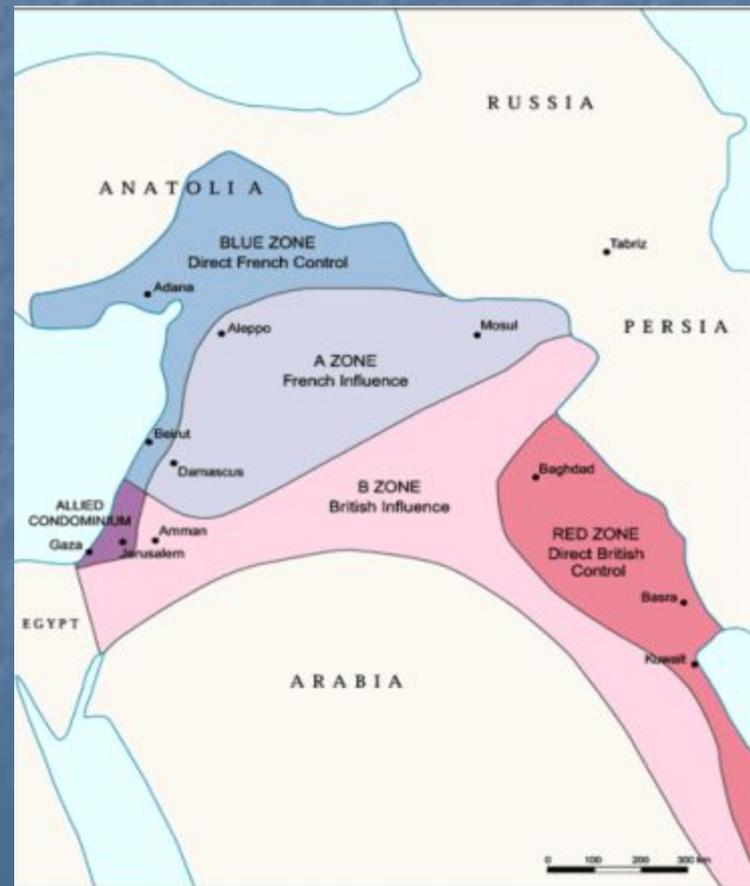 RUSSIA
ANATOLIA
BLUE ZONE
Direct French Control
Tabriz
Adana
Aleppo
Mosul
PERSIA
A ZONE
French Influence
Beirut
Damascus
Baghdad
B ZONE
British Influence
ALLIED
CONDOMINIUM
Amman
Gaza
Jerusalem
RED ZONE
Direct British
Control
Basra
EGYPT
Kuwait
ARABIA
0 100 200 300 km